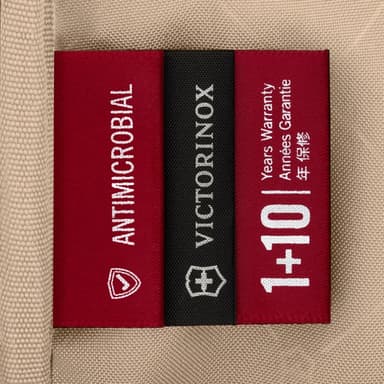 ANTIMICROBIAL
VICTORINOX
1+10
Years Warranty
Années Garantie
年 保修